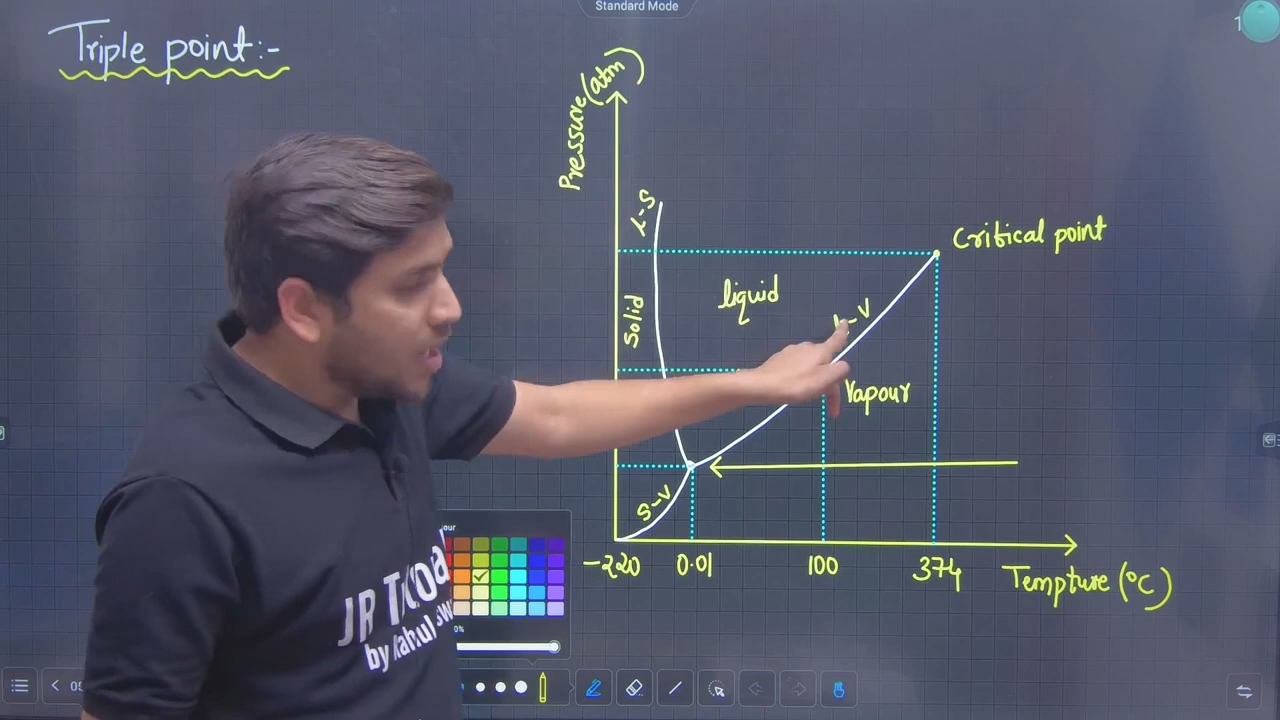 Standard Mode
Triple point:-
Pressure (atm)
L-S
Critical point
liquid
Solid
L-V
Vapour
S-V
-220
0.01
100
374
Tempture (°C)
JR T
by Rahul
05